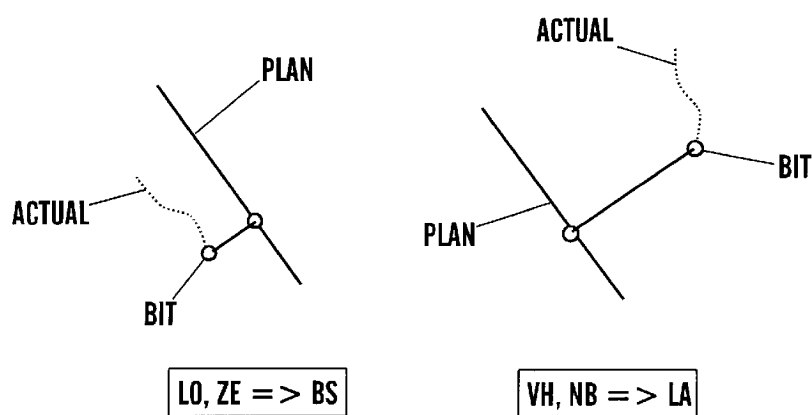 PLAN
ACTUAL
BIT
LO, ZE = > BS
ACTUAL
BIT
PLAN
VH, NB = > LA